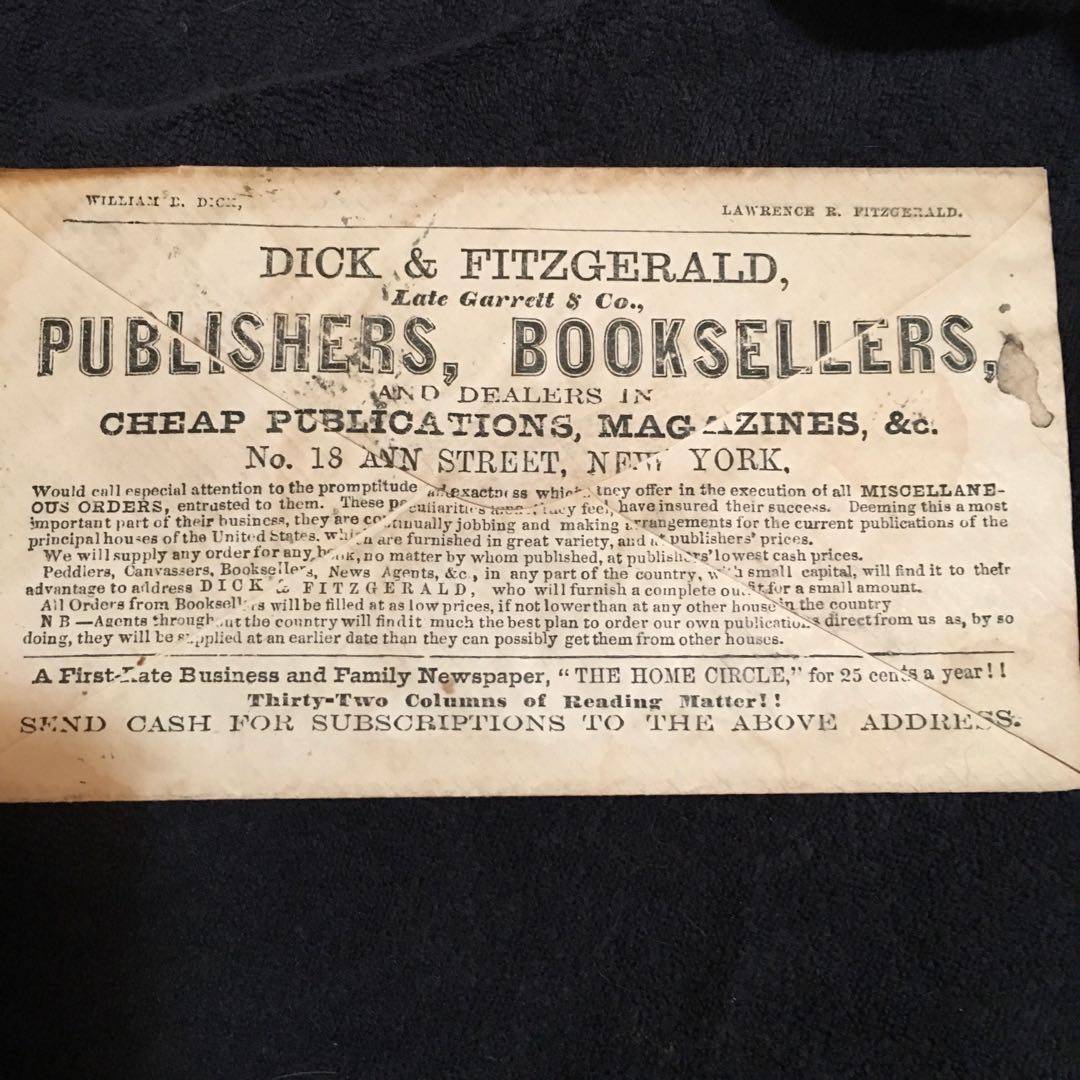 WILLIAM B. DICK,
LAWRENCE R. FITZGERALD.
DICK & FITZGERALD,
Late Garrett & Co.,
PUBLISHERS, BOOKSELLERS,
AND DEALERS IN
CHEAP PUBLICATIONS, MAGAZINES, &c.
No. 18 ANN STREET, NEW YORK.
Would call especial attention to the promptitude and exactness which they offer in the execution of all MISCELLANE-
OUS ORDERS, entrusted to them. These peculiarities they feel, have insured their success. Deeming this a most
important part of their business, they are continually jobbing and making arrangements for the current publications of the
principal houses of the United States, which are furnished in great variety, and at publishers' prices.
We will supply any order for any book, no matter by whom published, at publishers' lowest cash prices.
Peddlers, Canvassers, Booksellers, News Agents, &c., in any part of the country, with small capital, will find it to their
advantage to address DICK & FITZGERALD, who will furnish a complete outfit for a small amount.
All Orders from Booksellers will be filled at as low prices, if not lower than at any other house in the country
N B—Agents throughout the country will find it much the best plan to order our own publications direct from us as, by so
doing, they will be supplied at an earlier date than they can possibly get them from other houses.
A First-Rate Business and Family Newspaper, "THE HOME CIRCLE," for 25 cents a year!!
Thirty-Two Columns of Reading Matter!!
SEND CASH FOR SUBSCRIPTIONS TO THE ABOVE ADDRESS.